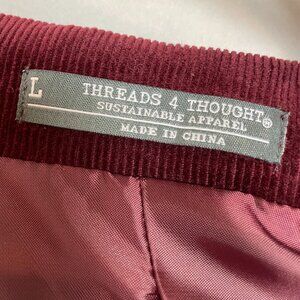 L
THREADS 4 THOUGHT®
SUSTAINABLE APPAREL
MADE IN CHINA